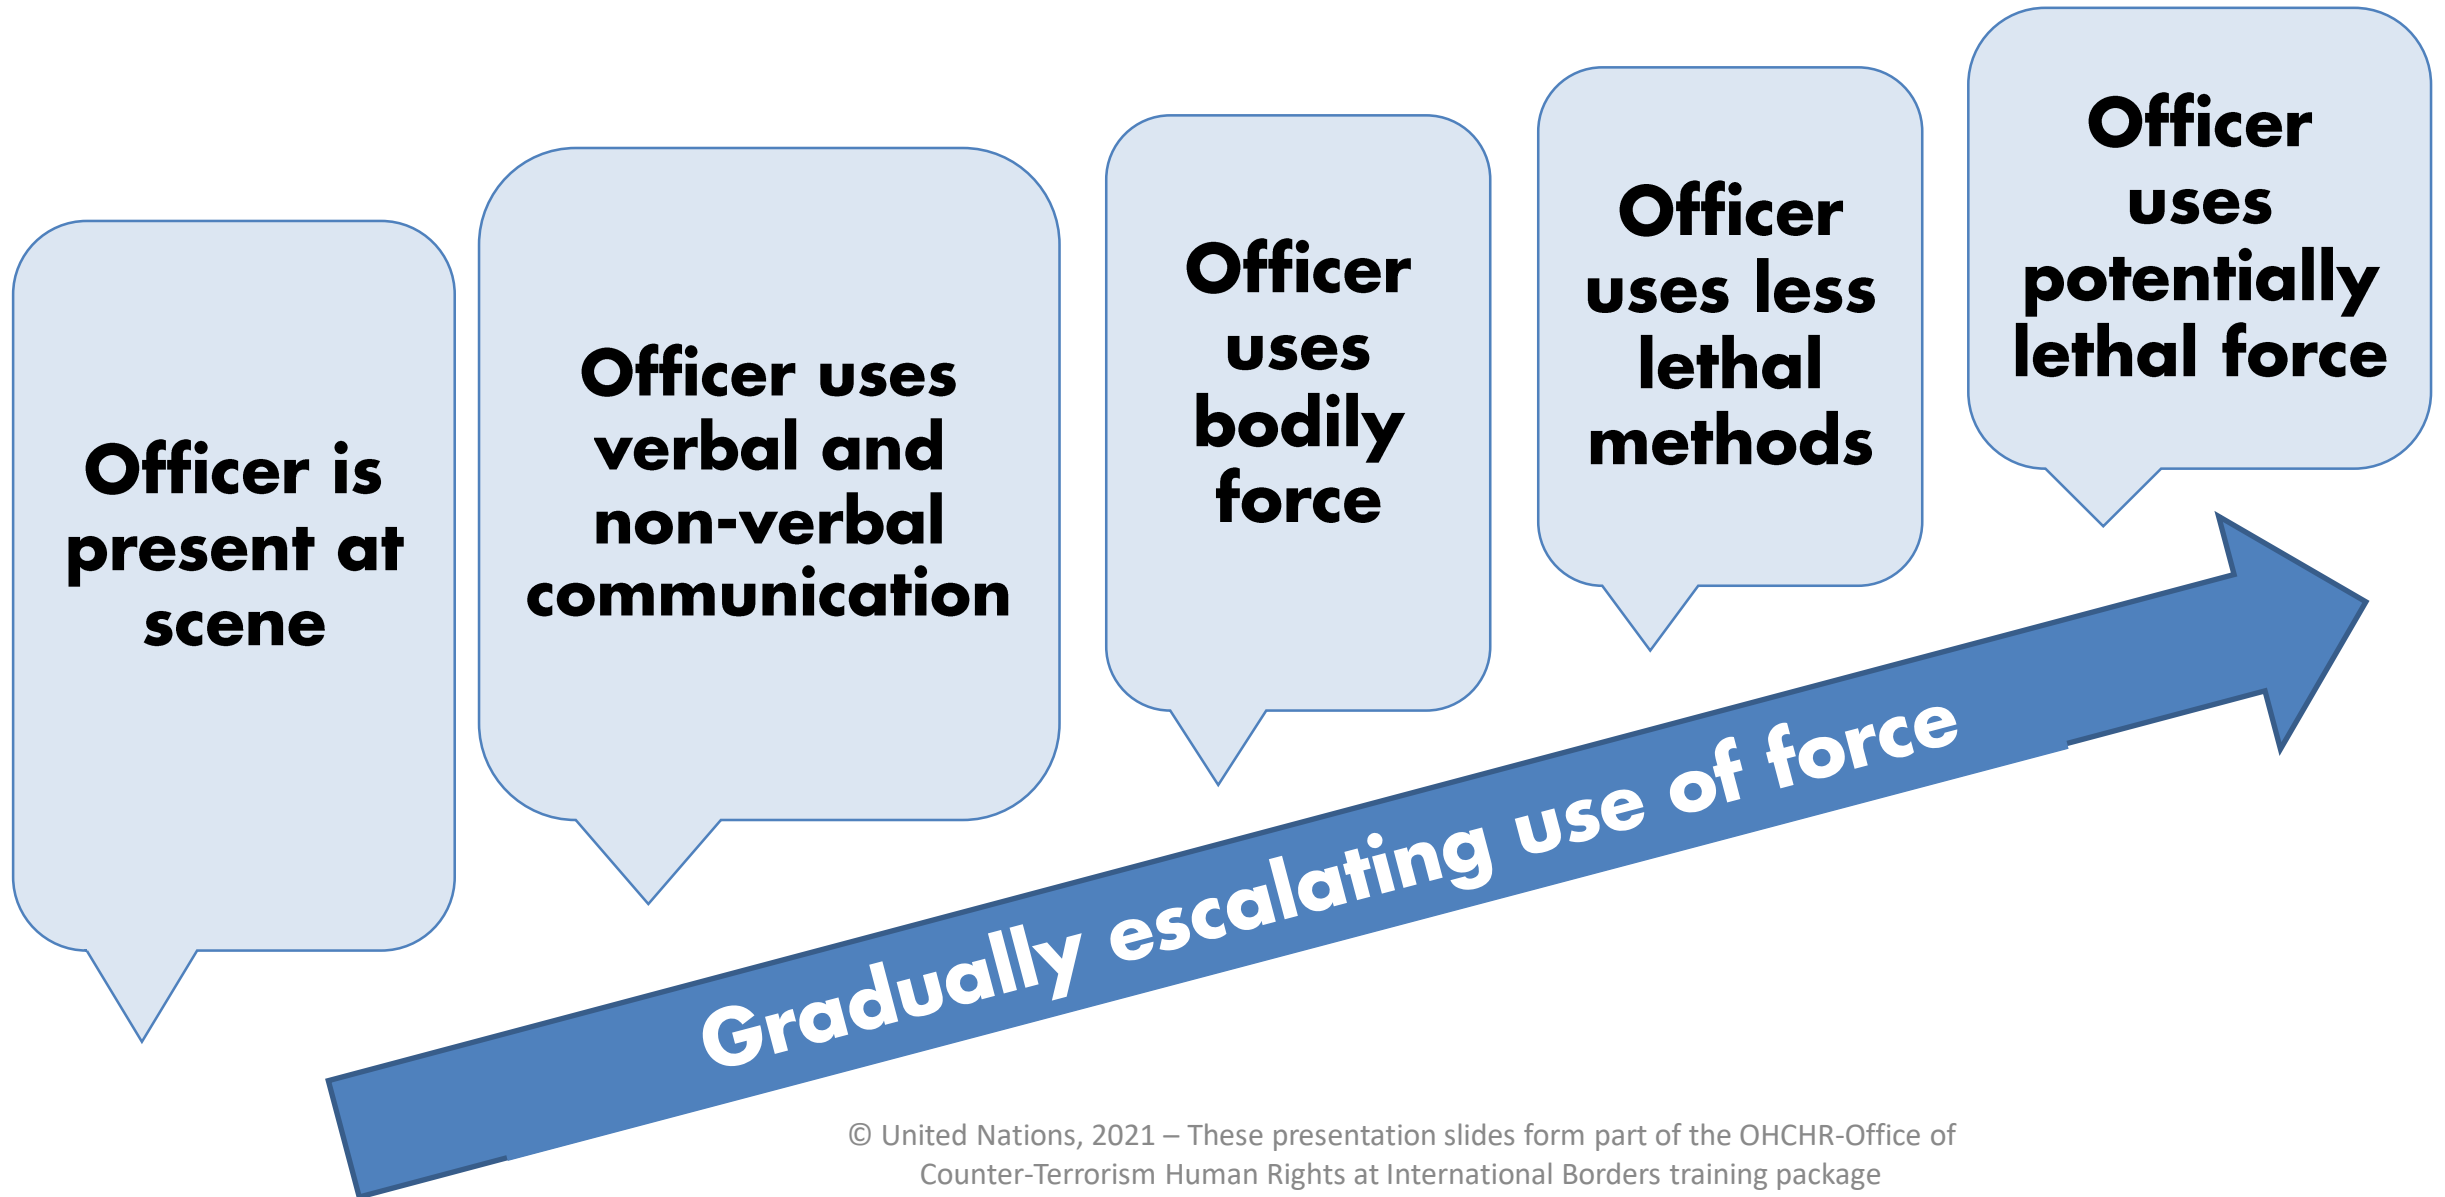 Officer is
present at
scene
Officer uses
verbal and
non-verbal
communication
Officer
uses
bodily
force
Officer
uses less
lethal
methods
Officer
uses
potentially
lethal force
Gradually escalating use of force
© United Nations, 2021 – These presentation slides form part of the OHCHR-Office of
Counter-Terrorism Human Rights at International Borders training package